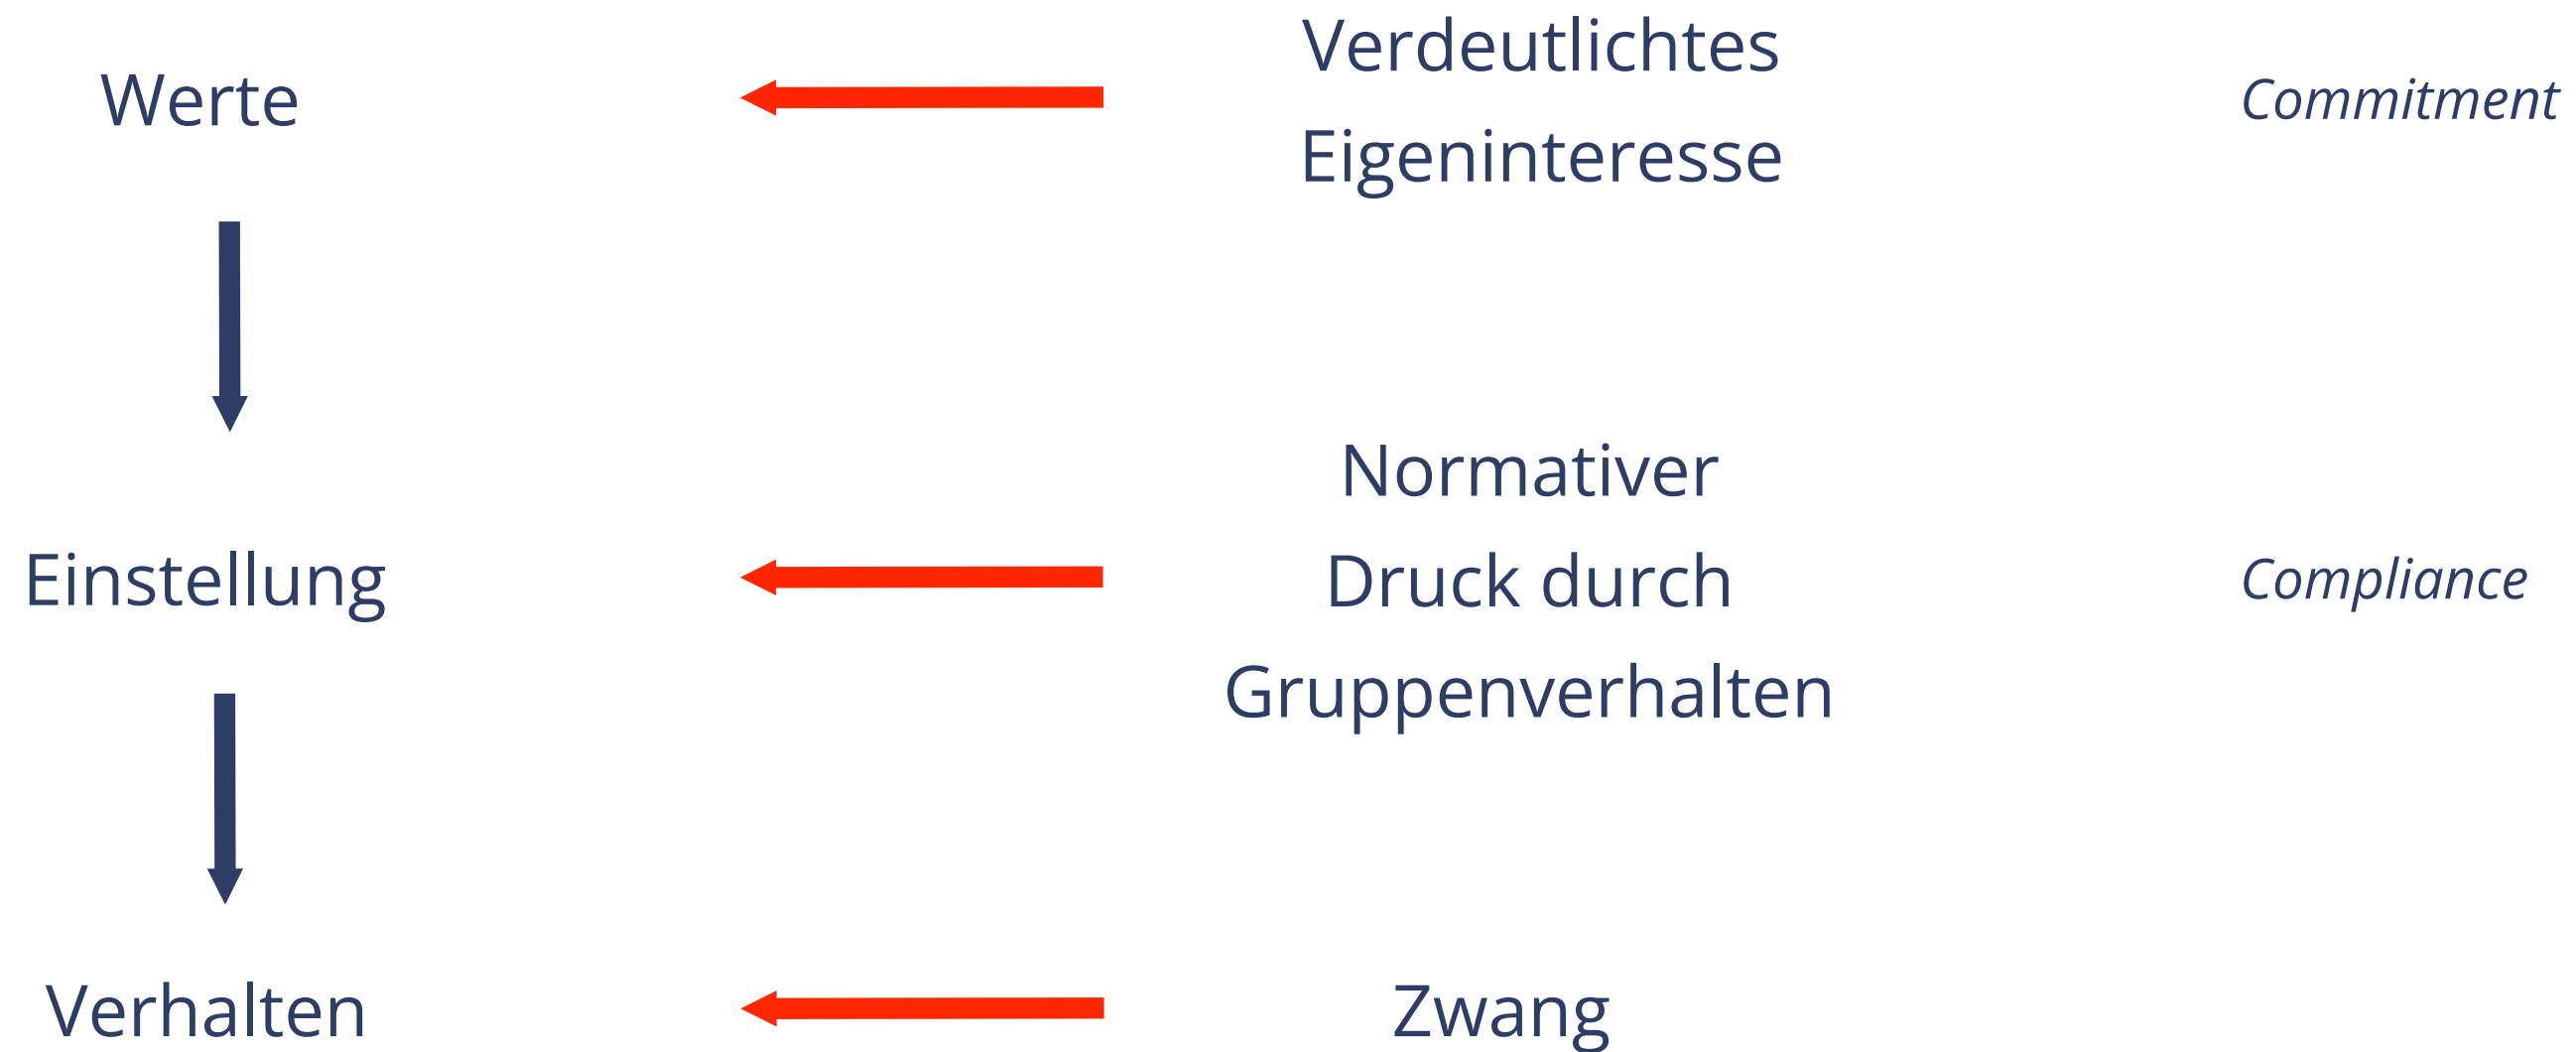 Werte
Verdeutlichtes
Eigeninteresse
Commitment
Einstellung
Normativer
Druck durch
Gruppenverhalten
Compliance
Verhalten
Zwang